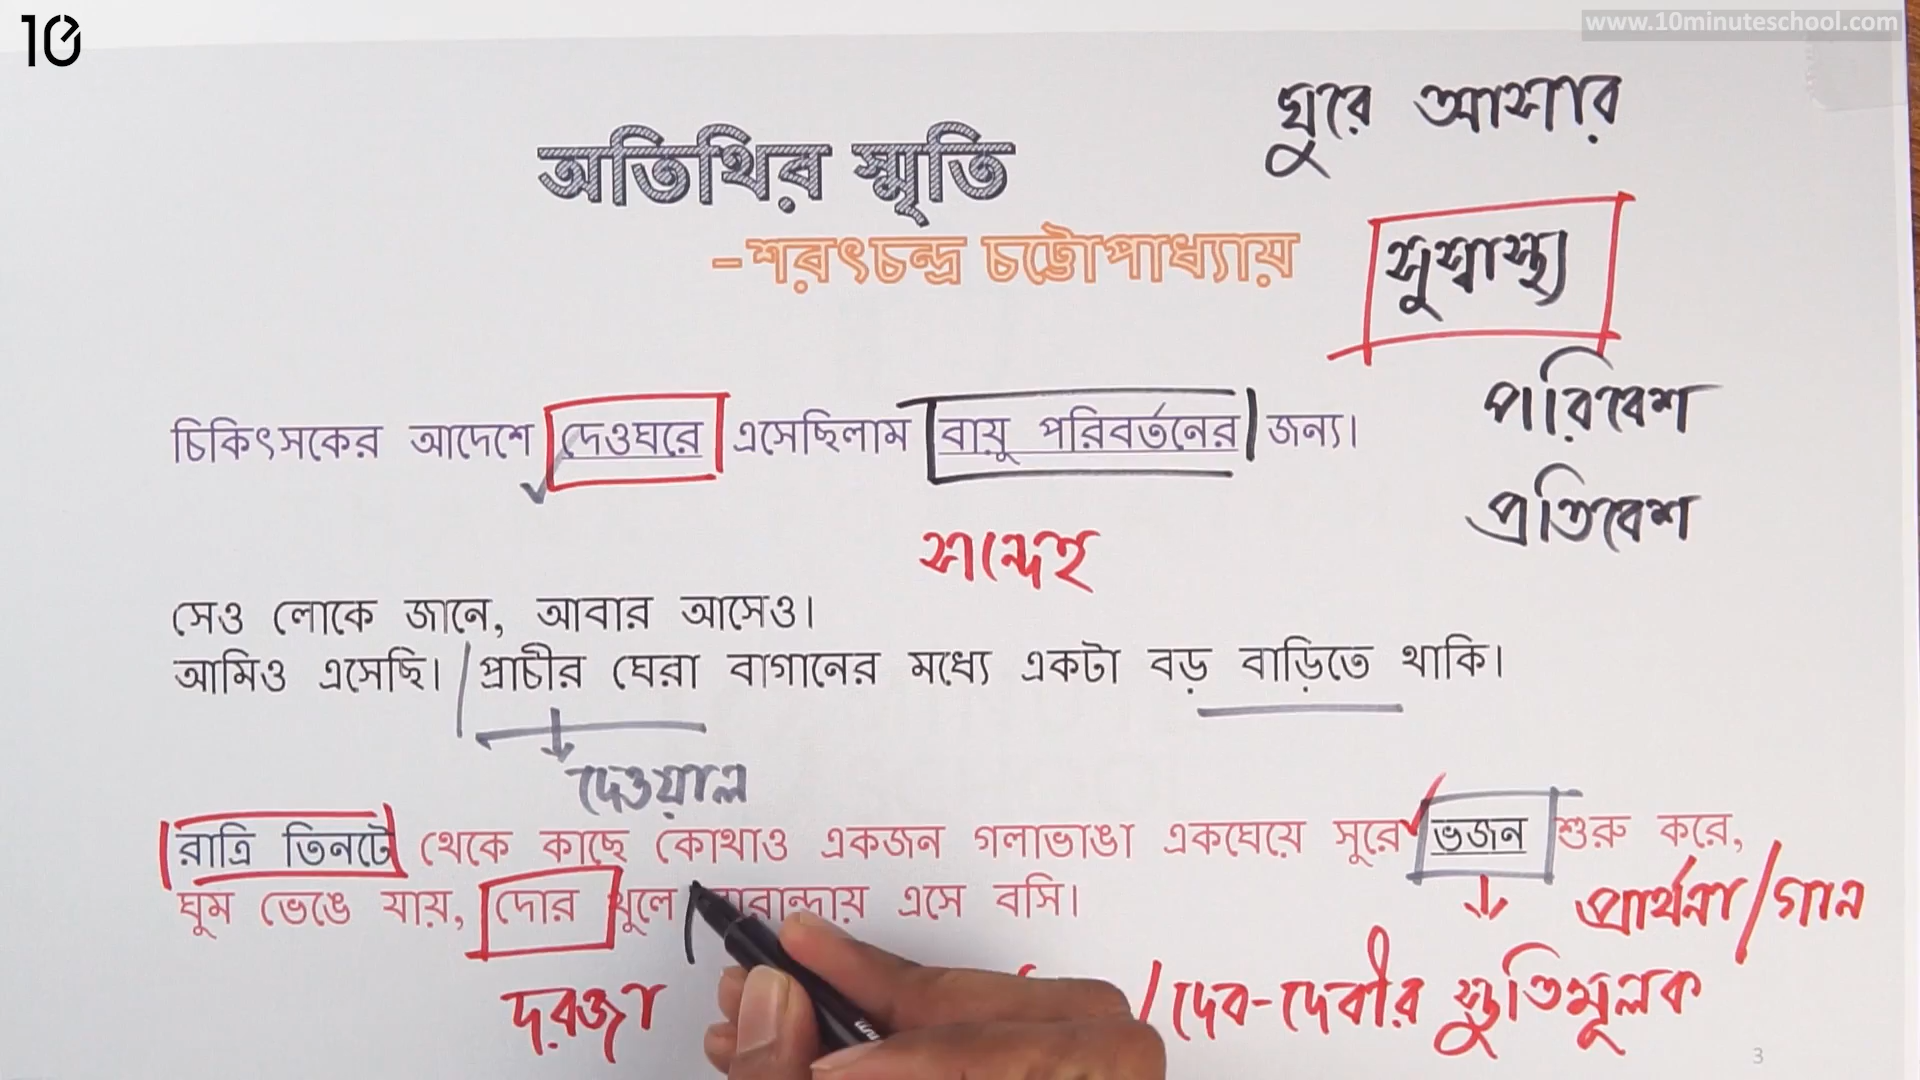 10
www.10minuteschool.com
ঘুরে আসার
অতিথির স্মৃতি
-শরৎচন্দ্র চট্টোপাধ্যায়
সুস্বাস্থ্য
পরিবেশ
প্রতিবেশ
চিকিৎসকের আদেশে দেওঘরে এসেছিলাম বায়ু পরিবর্তনের জন্য।
সন্দেহ
সেও লোকে জানে, আবার আসেও।
আমিও এসেছি। প্রাচীর ঘেরা বাগানের মধ্যে একটা বড় বাড়িতে থাকি।
দেওয়াল
রাত্রি তিনটে থেকে কাছে কোথাও একজন গলাভাঙা একঘেয়ে সুরে ভজন শুরু করে,
ঘুম ভেঙে যায়, দোর খুলে বারান্দায় এসে বসি।
প্রার্থনা/গান
দরজা /দেব-দেবীর স্তুতিমূলক
3